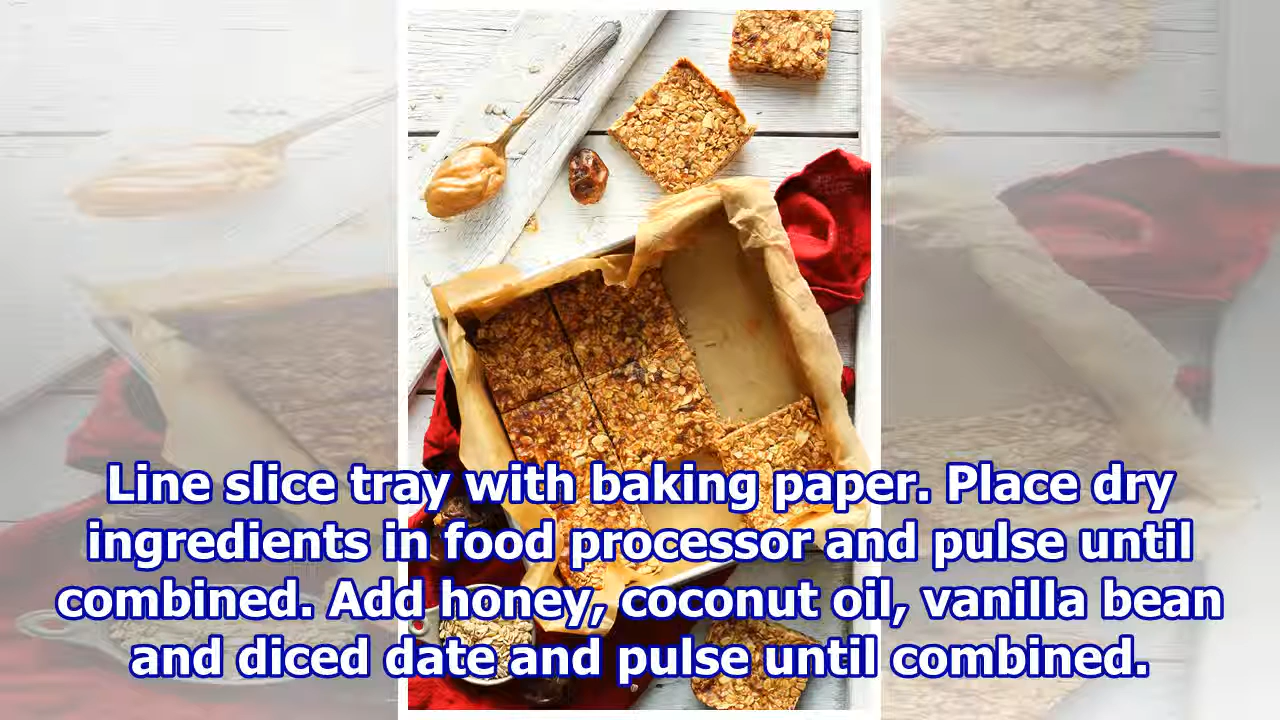 Line slice tray with baking paper. Place dry
ingredients in food processor and pulse until
combined. Add honey, coconut oil, vanilla bean
and diced date and pulse until combined.